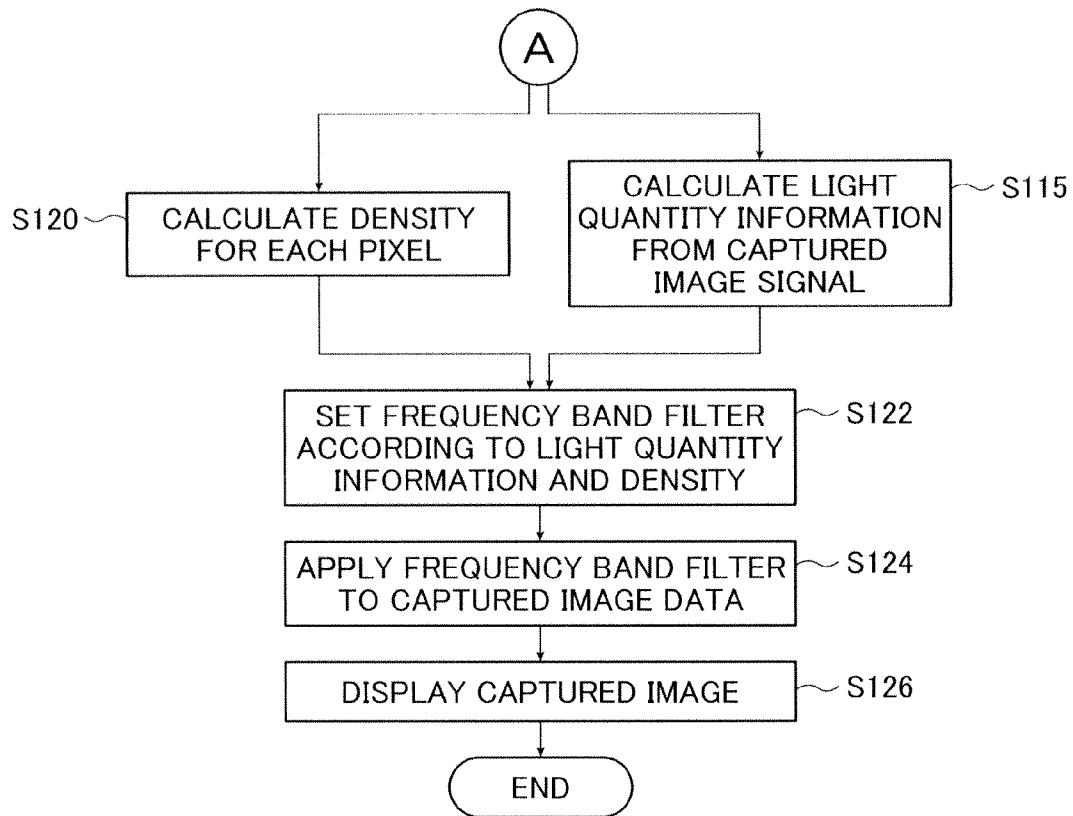 A
S120
CALCULATE DENSITY
FOR EACH PIXEL
CALCULATE LIGHT
QUANTITY INFORMATION
FROM CAPTURED
IMAGE SIGNAL
S115
SET FREQUENCY BAND FILTER
ACCORDING TO LIGHT QUANTITY
INFORMATION AND DENSITY
S122
APPLY FREQUENCY BAND FILTER
TO CAPTURED IMAGE DATA
S124
DISPLAY CAPTURED IMAGE
S126
END